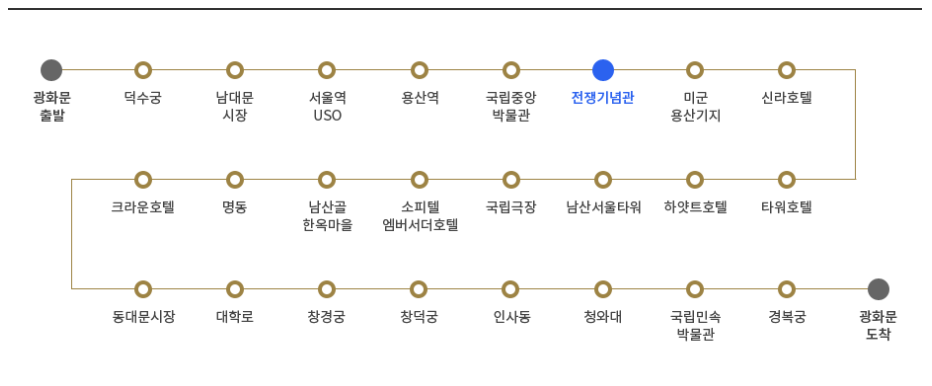 광화문
출발
덕수궁
남대문
시장
서울역
USO
용산역
국립중앙
박물관
전쟁기념관
미군
용산기지
신라호텔
크라운호텔
명동
남산골
한옥마을
소피텔
엠버서더호텔
국립극장
남산서울타워
하얏트호텔
타워호텔
동대문시장
대학로
창경궁
창덕궁
인사동
청와대
국립민속
박물관
경복궁
광화문
도착